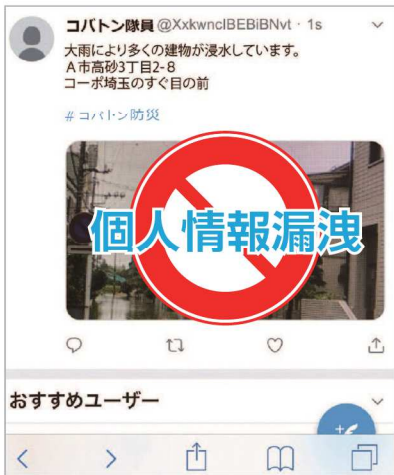 コバトン隊員 @XxkwnclBEBiBNvt · 1s
大雨により多くの建物が浸水しています。
A市高砂3丁目2-8
コーポ埼玉のすぐ目の前
#コバトン防災
個人情報漏洩
おすすめユーザー